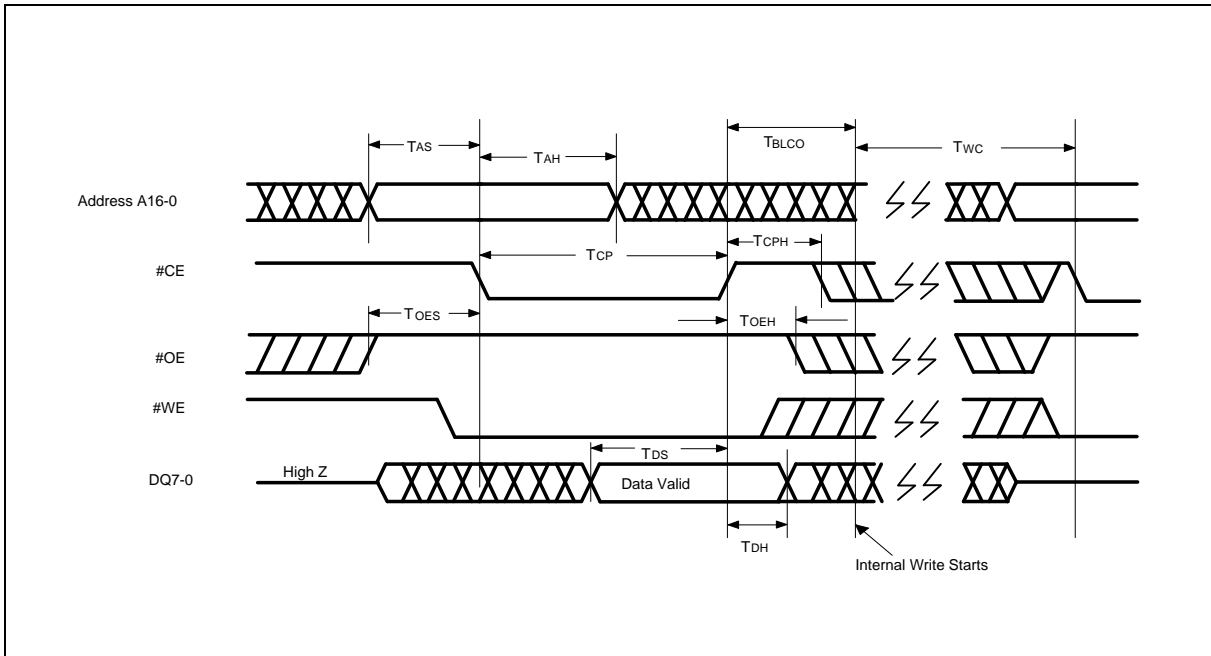 TAS
TAH
TBLCO
TWC
Address A16-0
TCP
TCPH
#CE
TOES
TOEH
#OE
#WE
TDS
DQ7-0
High Z
Data Valid
TDH
Internal Write Starts